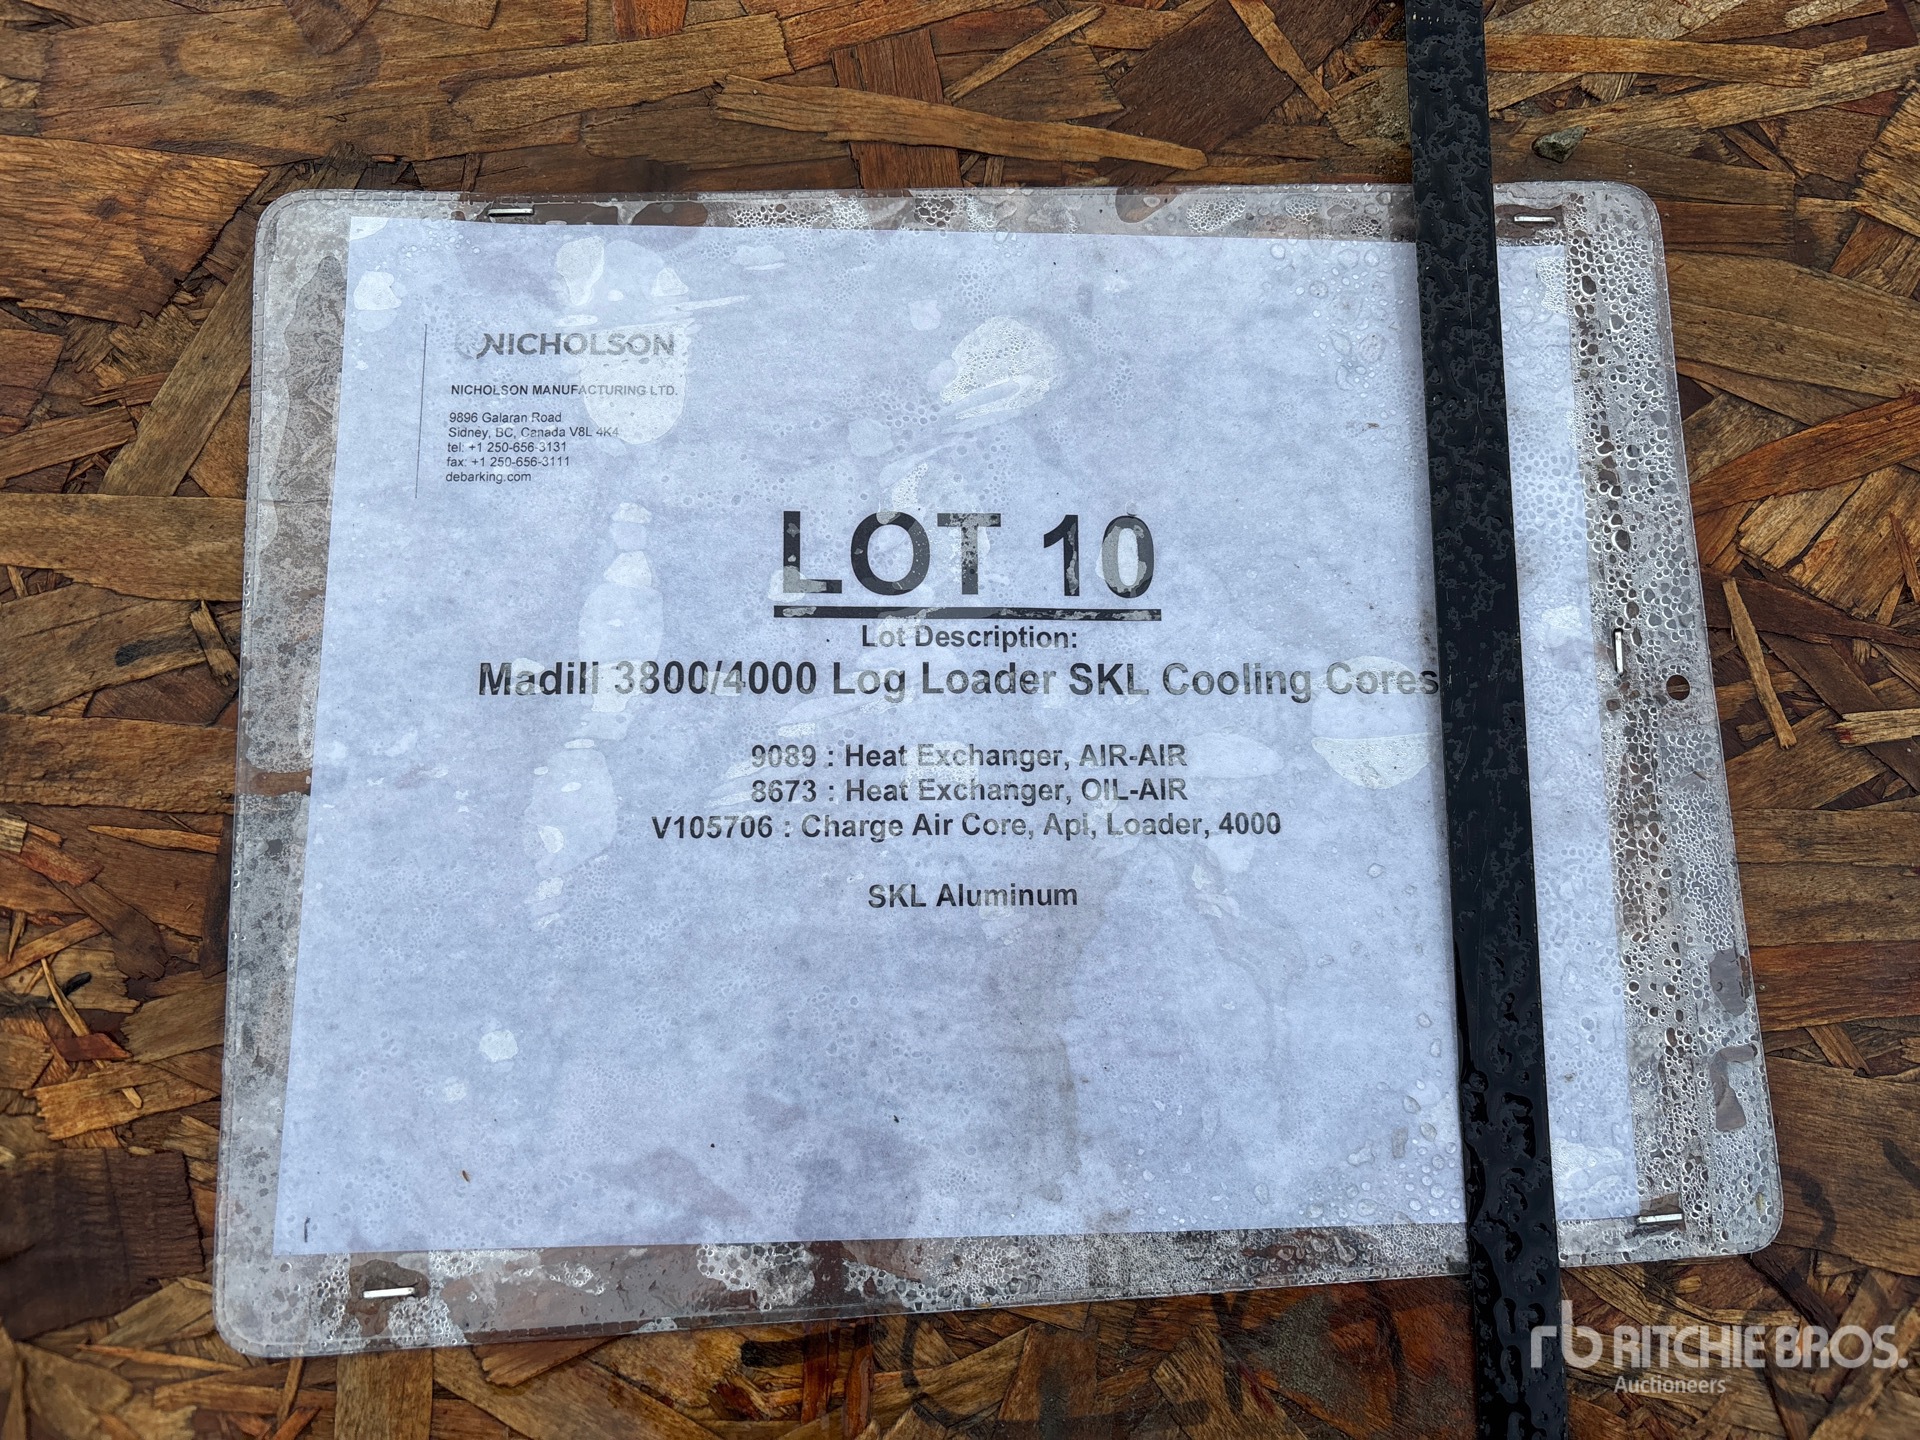 NICHOLSON
NICHOLSON MANUFACTURING LTD.
9896 Galaran Road
Sidney, BC, Canada V8L 4K4
tel: +1 250-656-3131
fax: +1 250-656-3111
debarking.com
LOT 10
Lot Description:
Madill 3800/4000 Log Loader SKL Cooling Cores
9089 : Heat Exchanger, AIR-AIR
8673 : Heat Exchanger, OIL-AIR
V105706 : Charge Air Core, Api, Loader, 4000
SKL Aluminum
rb RITCHIE BROS.
Auctioneers